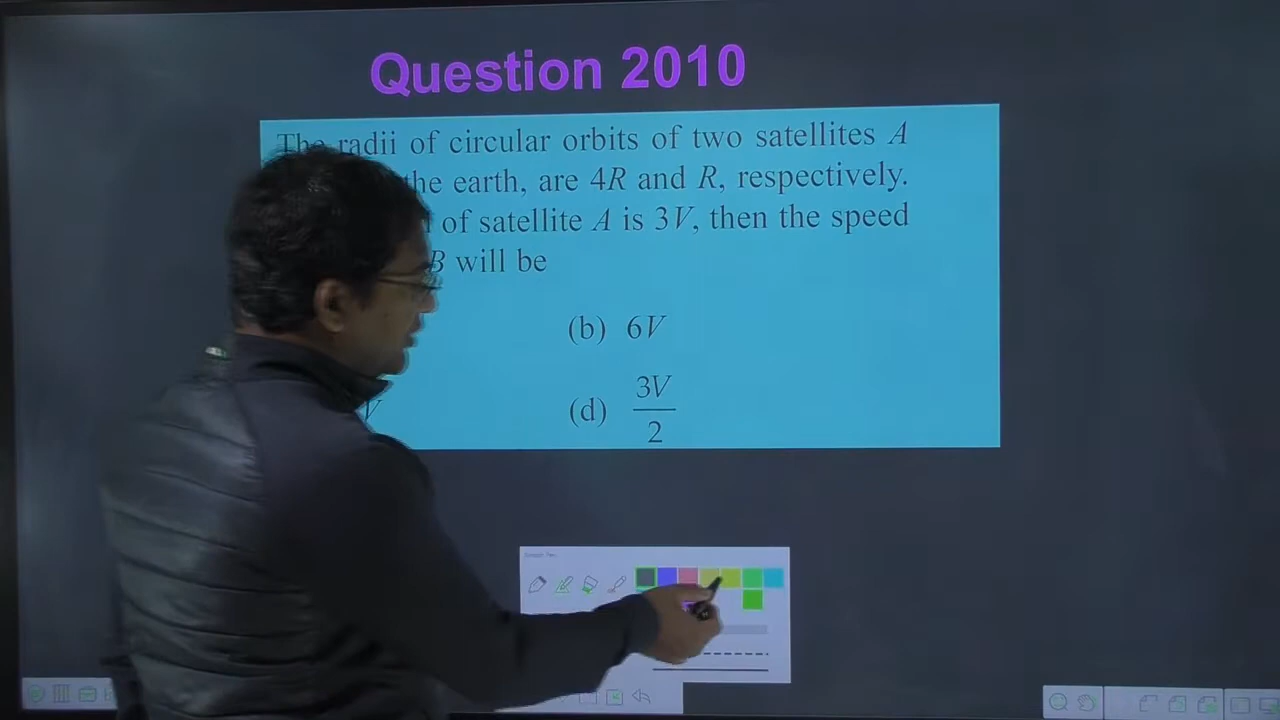 Question 2010
The radii of circular orbits of two satellites A
the earth, are 4R and R, respectively.
of satellite A is 3V, then the speed
B will be
(b) 6V
V
(d) 3V
2